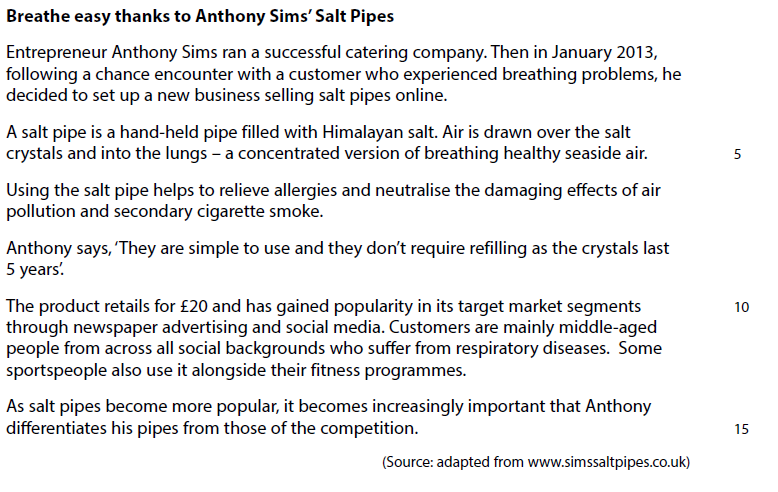 Breathe easy thanks to Anthony Sims' Salt Pipes
Entrepreneur Anthony Sims ran a successful catering company. Then in January 2013,
following a chance encounter with a customer who experienced breathing problems, he
decided to set up a new business selling salt pipes online.
A salt pipe is a hand-held pipe filled with Himalayan salt. Air is drawn over the salt
crystals and into the lungs – a concentrated version of breathing healthy seaside air. 5
Using the salt pipe helps to relieve allergies and neutralise the damaging effects of air
pollution and secondary cigarette smoke.
Anthony says, 'They are simple to use and they don't require refilling as the crystals last
5 years'.
The product retails for £20 and has gained popularity in its target market segments 10
through newspaper advertising and social media. Customers are mainly middle-aged
people from across all social backgrounds who suffer from respiratory diseases.  Some
sportspeople also use it alongside their fitness programmes.
As salt pipes become more popular, it becomes increasingly important that Anthony
differentiates his pipes from those of the competition. 15
(Source: adapted from www.simssaltpipes.co.uk)